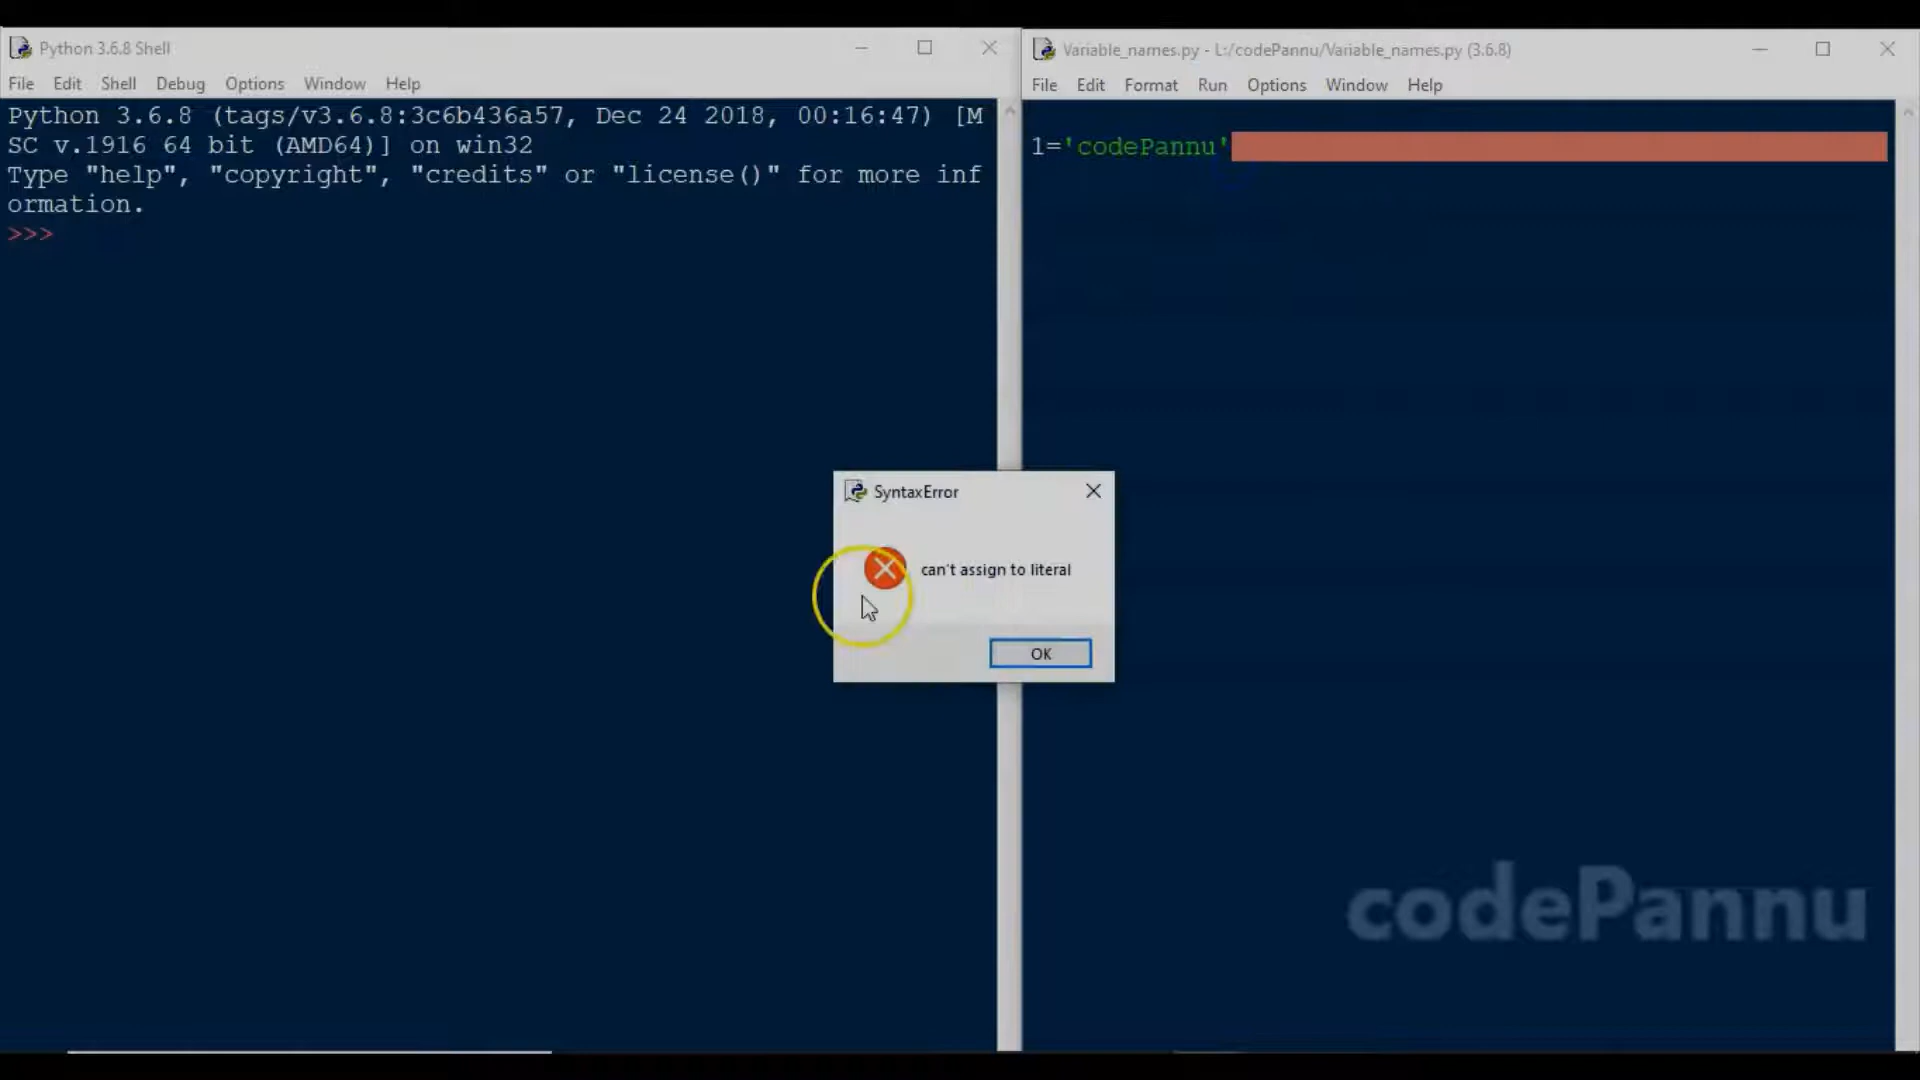 Python 3.6.8 Shell
File Edit Shell Debug Options Window Help
Python 3.6.8 (tags/v3.6.8:3c6b436a57, Dec 24 2018, 00:16:47) [M
SC v.1916 64 bit (AMD64)] on win32
Type "help", "copyright", "credits" or "license()" for more inf
ormation.
>>>
Variable_names.py - L:/codePannu/Variable_names.py (3.6.8)
File Edit Format Run Options Window Help
1='codePannu'
SyntaxError
can't assign to literal
OK
codePannu